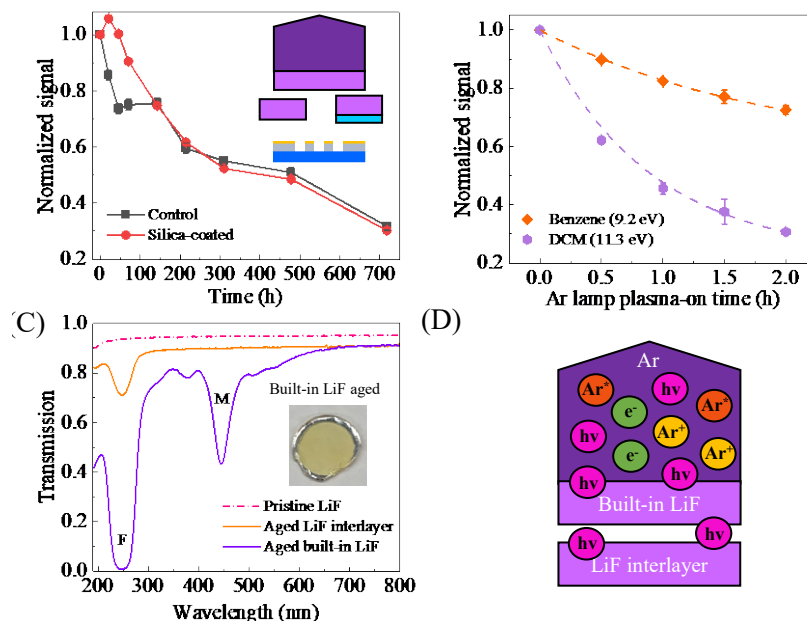 1.0
0.8
0.6
0.4
0.2
Normalized signal
Control
Silica-coated
0 100 200 300 400 500 600 700 800
Time (h)
1.0
0.8
0.6
0.4
0.2
Normalized signal
Benzene (9.2 eV)
DCM (11.3 eV)
0.0 0.5 1.0 1.5 2.0
Ar lamp plasma-on time (h)
(C)
1.0
0.8
0.6
0.4
0.2
0.0
Transmission
F
M
Built-in LiF aged
Pristine LiF
Aged LiF interlayer
Aged built-in LiF
200 300 400 500 600 700 800
Wavelength (nm)
(D)
Ar
Ar* hν Ar*
e- Ar+
hν e- Ar+
hν hν
Built-in LiF
hν hν
LiF interlayer